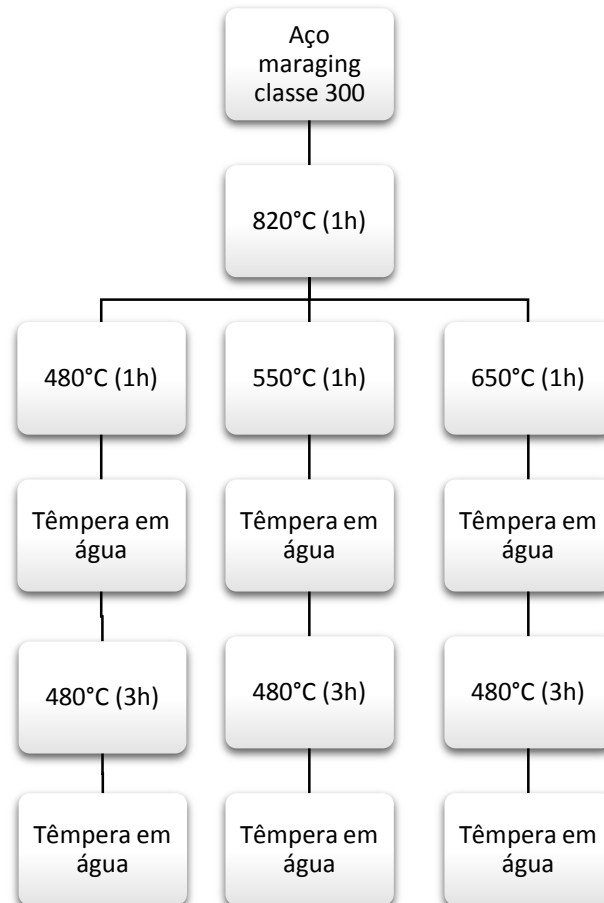 Aço
maraging
classe 300
820°C (1h)
480°C (1h)
550°C (1h)
650°C (1h)
Têmpera em
água
Têmpera em
água
Têmpera em
água
480°C (3h)
480°C (3h)
480°C (3h)
Têmpera em
água
Têmpera em
água
Têmpera em
água